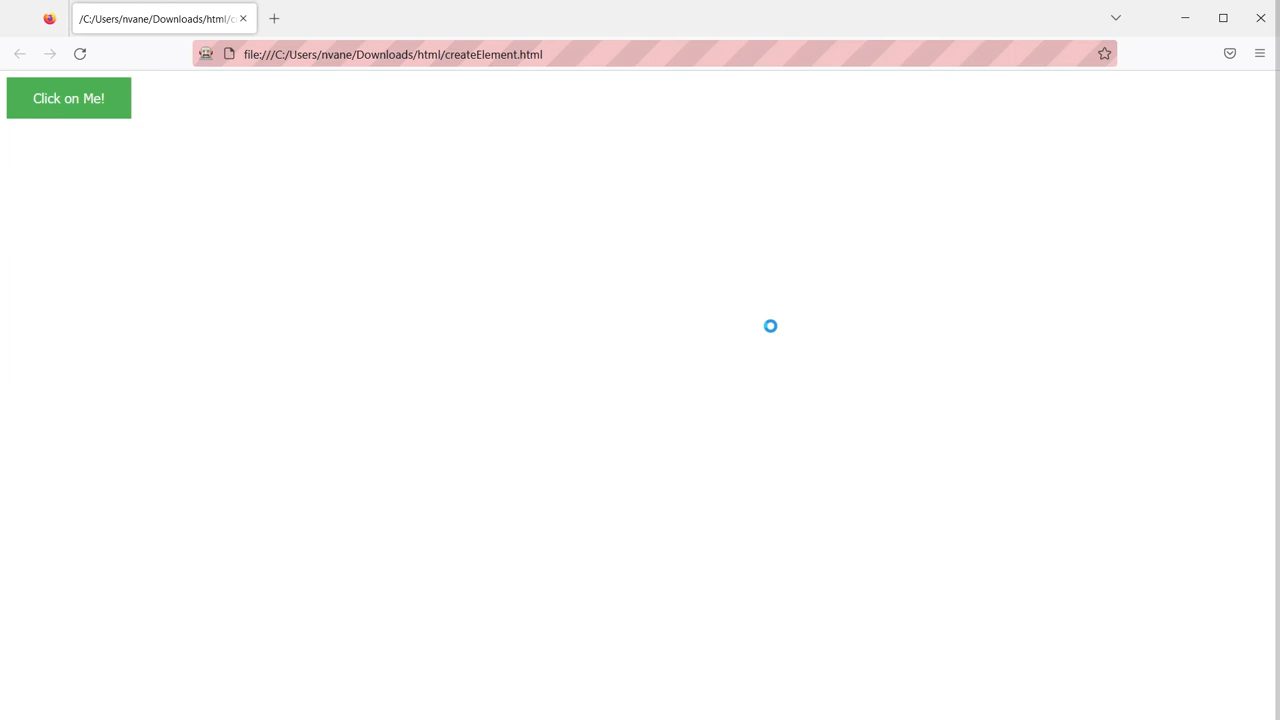 /C:/Users/nvane/Downloads/html/c
file:///C:/Users/nvane/Downloads/html/createElement.html
Click on Me!